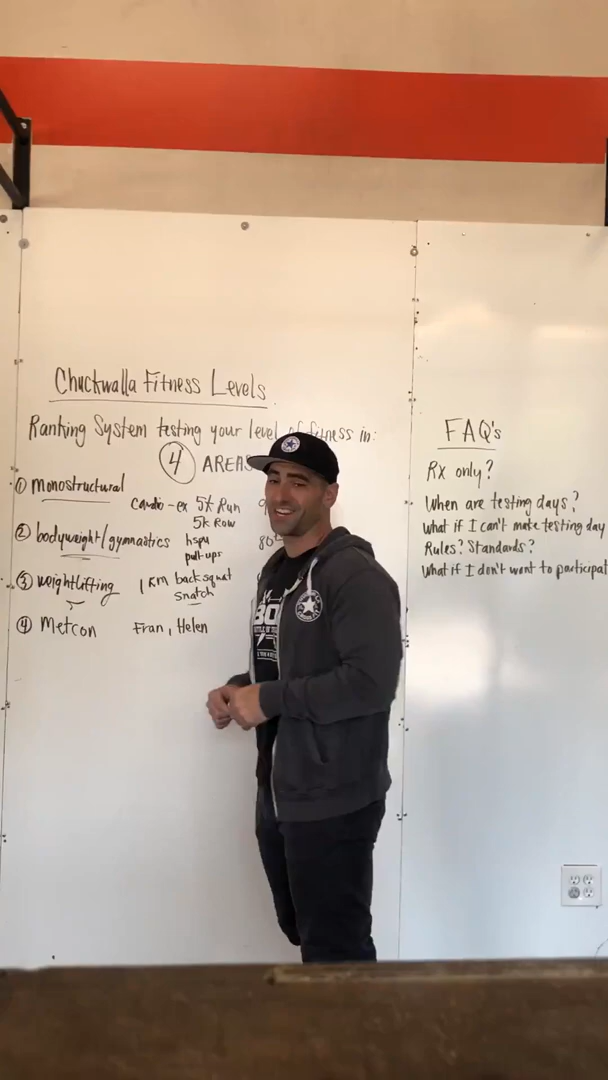 Chuckwalla Fitness Levels
Ranking System testing your level of fitness in:
④ AREAS
① Monostructural cardio - ex 5k Run
5k Row
② bodyweight/gymnastics hspu
pull-ups
③ weightlifting 1RM back squat
snatch
④ Metcon Fran, Helen
FAQ's
Rx only?
When are testing days?
What if I can't make testing day
Rules? Standards?
What if I don't want to participat